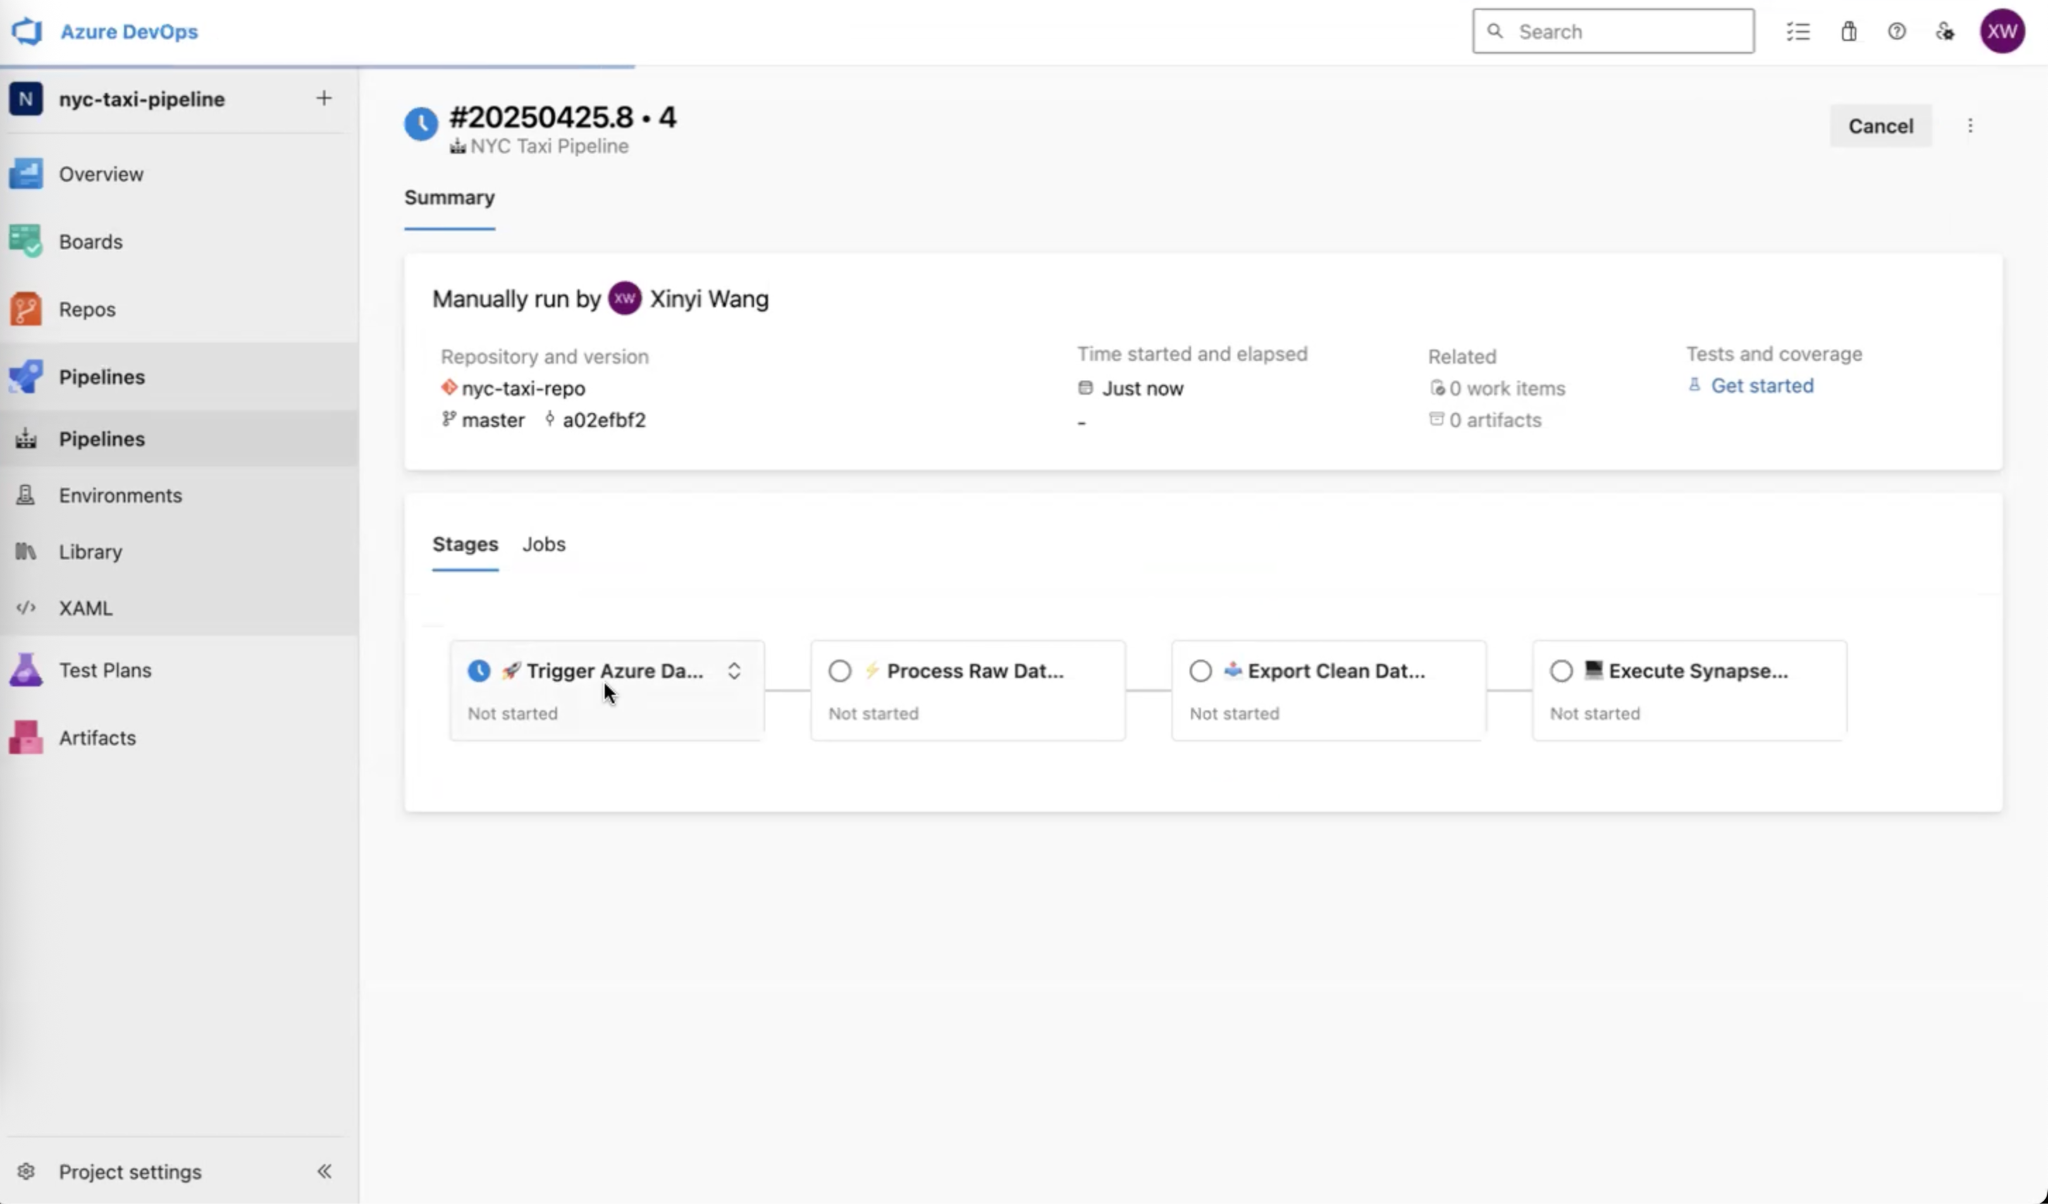 Azure DevOps
Search
XW
N nyc-taxi-pipeline
Overview
Boards
Repos
Pipelines
Pipelines
Environments
Library
XAML
Test Plans
Artifacts
Project settings
#20250425.8 • 4
NYC Taxi Pipeline
Cancel
Summary
Manually run by XW Xinyi Wang
Repository and version
nyc-taxi-repo
master a02efbf2
Time started and elapsed
Just now
-
Related
0 work items
0 artifacts
Tests and coverage
Get started
Stages Jobs
🚀 Trigger Azure Da...
Not started
⚡ Process Raw Dat...
Not started
📤 Export Clean Dat...
Not started
💻 Execute Synapse...
Not started